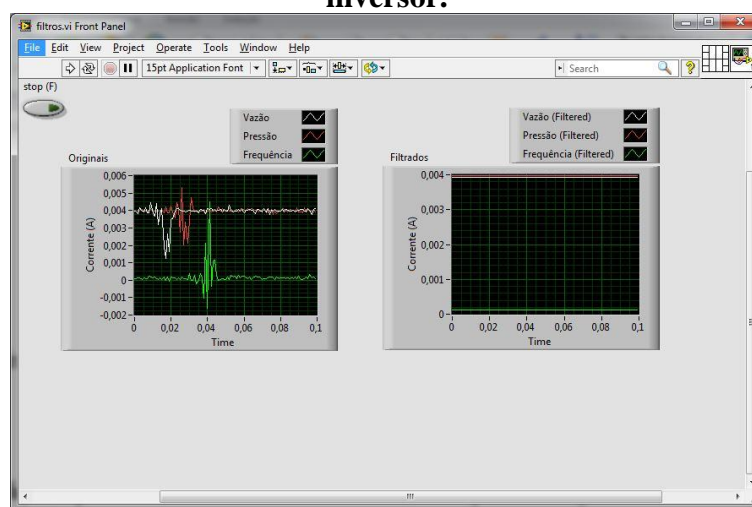 inversor.
filtros.vi Front Panel
File Edit View Project Operate Tools Window Help
15pt Application Font
Search
stop (F)
Originais
Vazão
Pressão
Frequência
Corrente (A)
0,006
0,005
0,004
0,003
0,002
0,001
0
-0,001
-0,002
0 0,02 0,04 0,06 0,08 0,1
Time
Filtrados
Vazão (Filtered)
Pressão (Filtered)
Frequência (Filtered)
Corrente (A)
0,004
0,003
0,002
0,001
0
0 0,02 0,04 0,06 0,08 0,1
Time